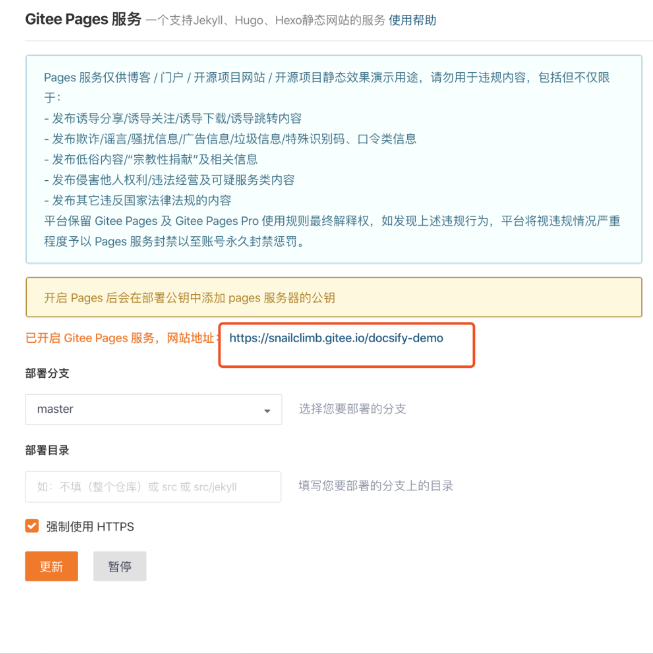 Gitee Pages 服务 一个支持Jekyll、Hugo、Hexo静态网站的服务 使用帮助
Pages 服务仅供博客 / 门户 / 开源项目网站 / 开源项目静态效果演示用途，请勿用于违规内容，包括但不仅限
于：
- 发布诱导分享/诱导关注/诱导下载/诱导跳转内容
- 发布欺诈/谣言/骚扰信息/广告信息/垃圾信息/特殊识别码、口令类信息
- 发布低俗内容/“宗教性捐献”及相关信息
- 发布侵害他人权利/违法经营及可疑服务类内容
- 发布其它违反国家法律法规的内容
平台保留 Gitee Pages 及 Gitee Pages Pro 使用规则最终解释权，如发现上述违规行为，平台将视违规情况严重
程度予以 Pages 服务封禁以至账号永久封禁惩罚。
开启 Pages 后会在部署公钥中添加 pages 服务器的公钥
已开启 Gitee Pages 服务，网站地址： https://snailclimb.gitee.io/docsify-demo
部署分支
master 选择您要部署的分支
部署目录
如：不填（整个仓库）或 src 或 src/jekyll 填写您要部署的分支上的目录
强制使用 HTTPS
更新 暂停